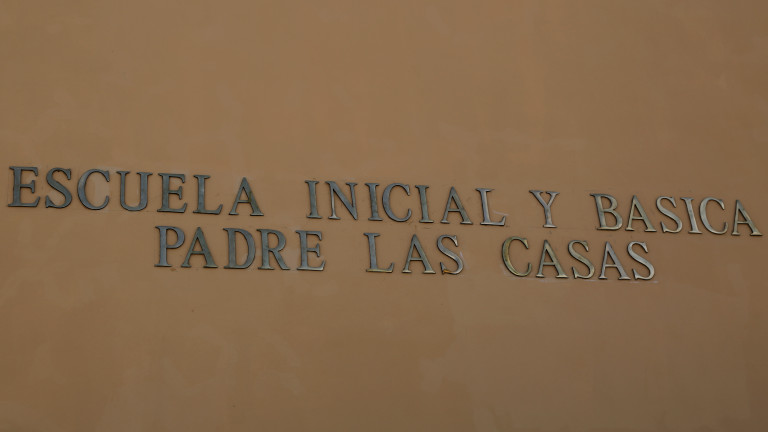 ESCUELA INICIAL Y BASICA
PADRE LAS CASAS